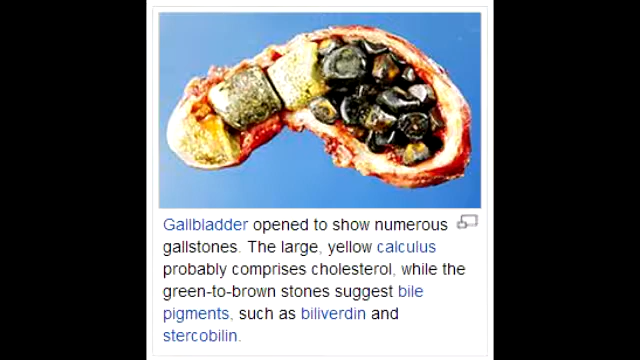 Gallbladder opened to show numerous
gallstones. The large, yellow calculus
probably comprises cholesterol, while the
green-to-brown stones suggest bile
pigments, such as biliverdin and
stercobilin.